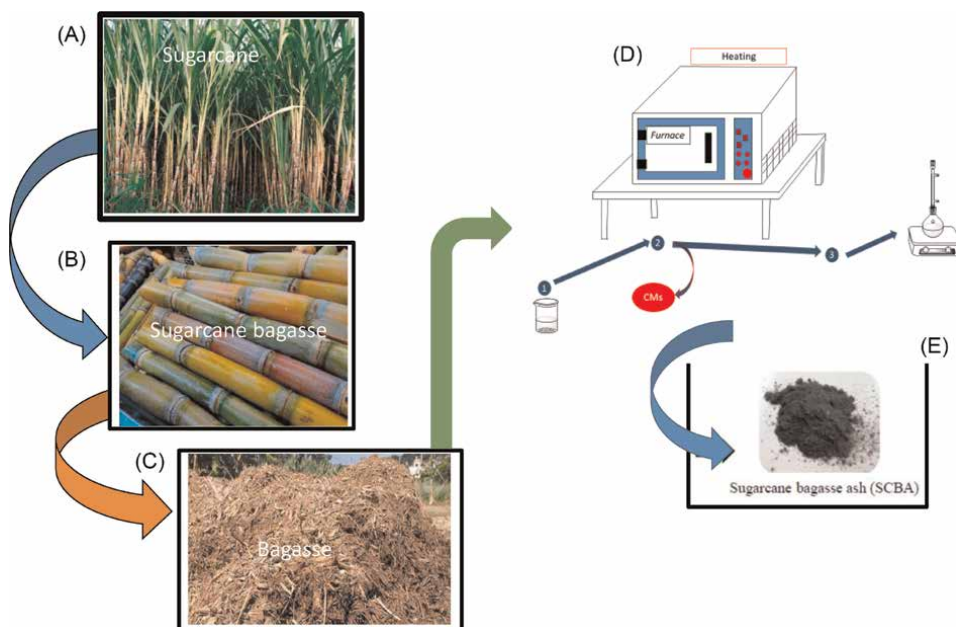 (A)
Sugarcane
(B)
Sugarcane bagasse
(C)
Bagasse
(D)
Heating
Furnace
1
2
3
CMs
(E)
Sugarcane bagasse ash (SCBA)